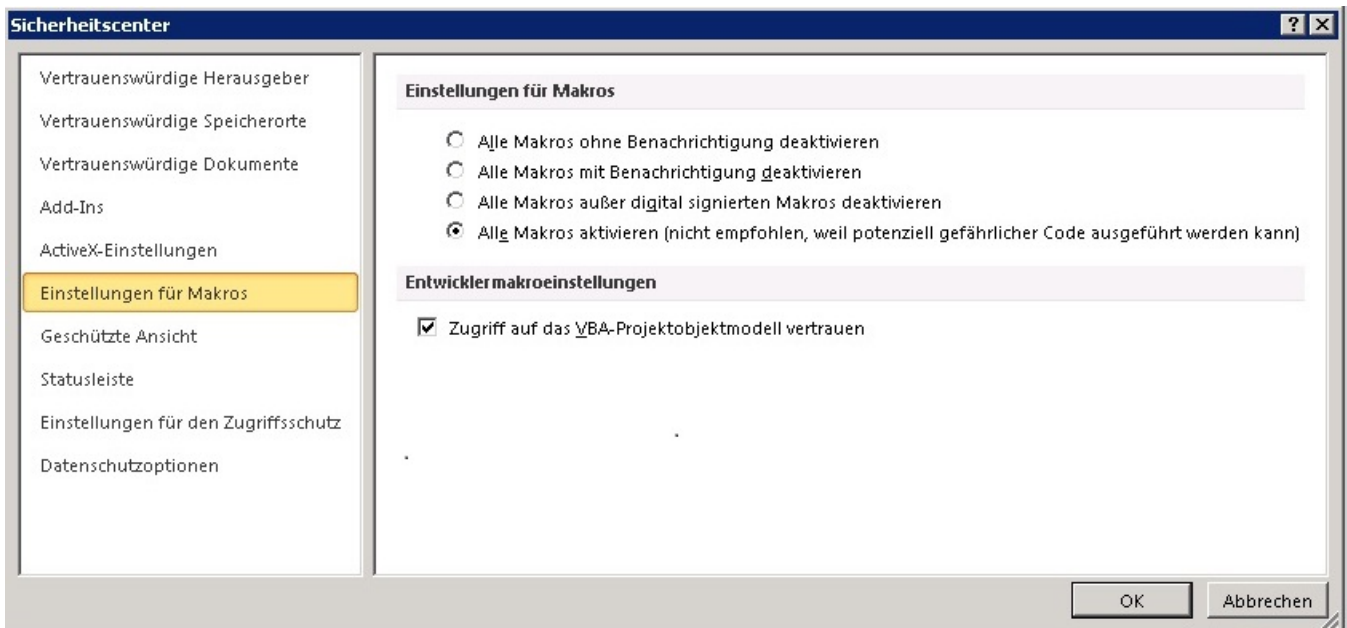 Sicherheitscenter
Vertrauenswürdige Herausgeber
Vertrauenswürdige Speicherorte
Vertrauenswürdige Dokumente
Add-Ins
ActiveX-Einstellungen
Einstellungen für Makros
Geschützte Ansicht
Statusleiste
Einstellungen für den Zugriffsschutz
Datenschutzoptionen
Einstellungen für Makros
Alle Makros ohne Benachrichtigung deaktivieren
Alle Makros mit Benachrichtigung deaktivieren
Alle Makros außer digital signierten Makros deaktivieren
Alle Makros aktivieren (nicht empfohlen, weil potenziell gefährlicher Code ausgeführt werden kann)
Entwicklermakroeinstellungen
Zugriff auf das VBA-Projektobjektmodell vertrauen
OK
Abbrechen